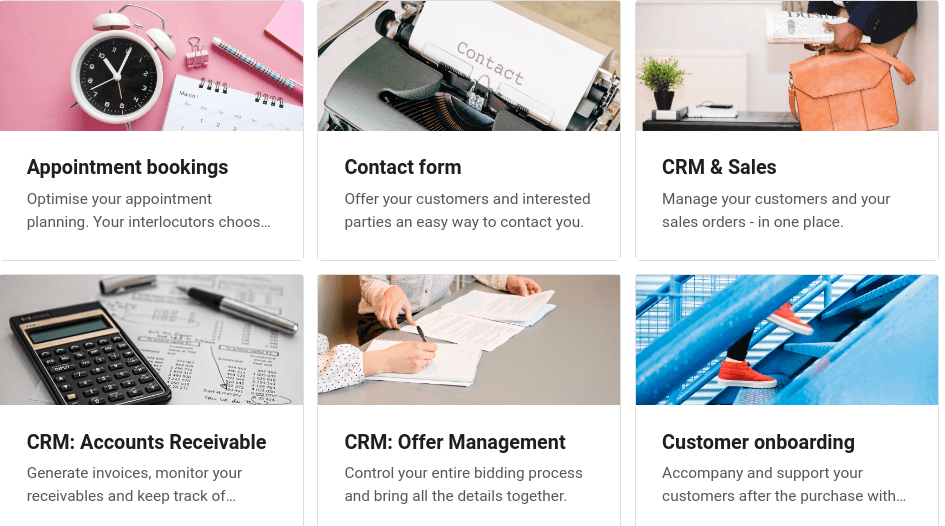 March
Contact
Appointment bookings
Optimise your appointment
planning. Your interlocutors choos…
Contact form
Offer your customers and interested
parties an easy way to contact you.
CRM & Sales
Manage your customers and your
sales orders - in one place.
CRM: Accounts Receivable
Generate invoices, monitor your
receivables and keep track of…
CRM: Offer Management
Control your entire bidding process
and bring all the details together.
Customer onboarding
Accompany and support your
customers after the purchase with…